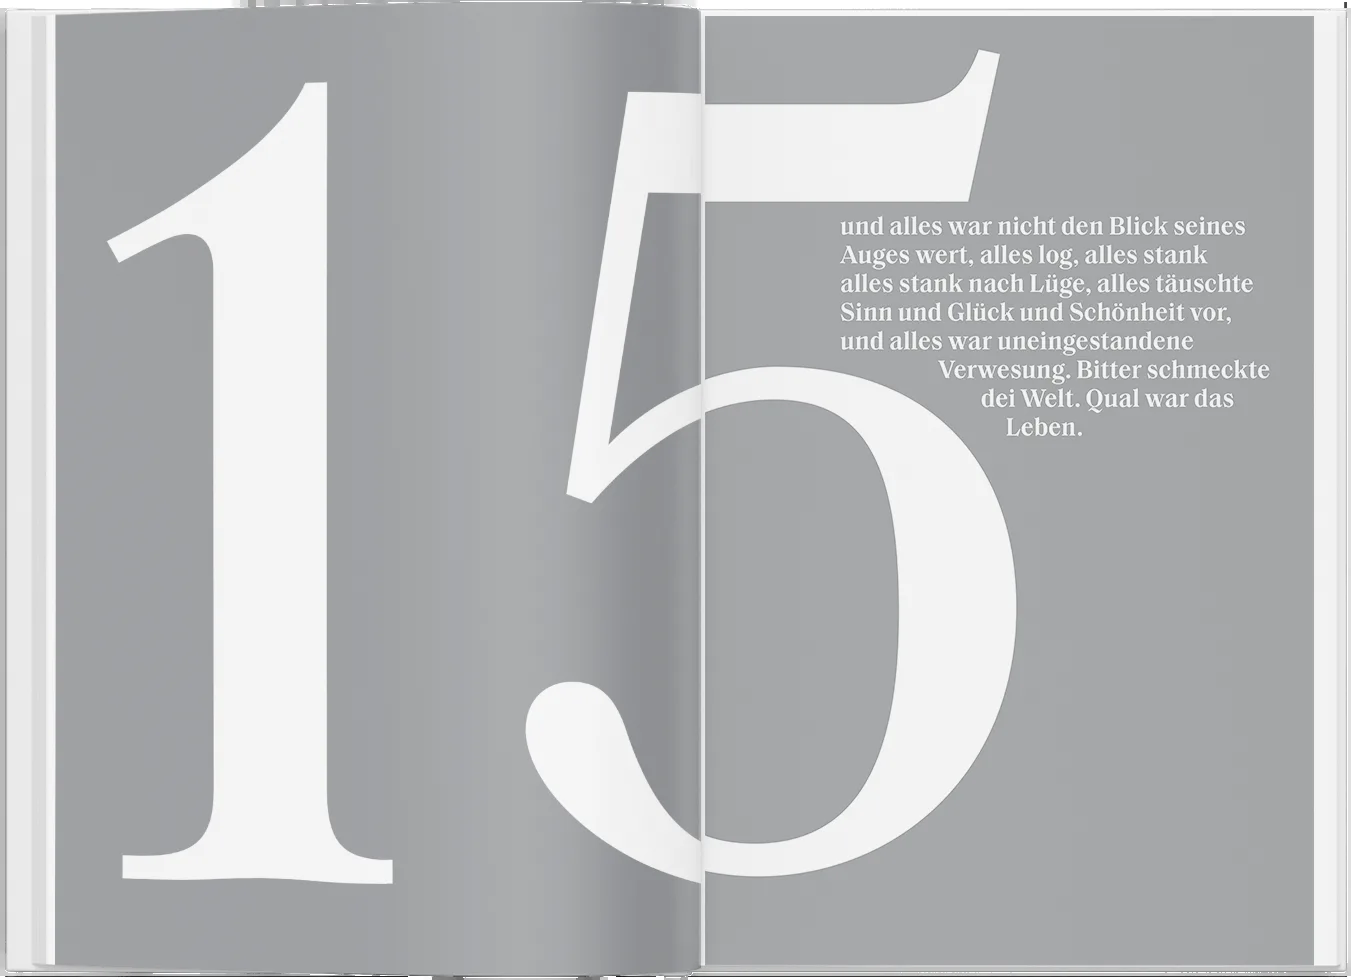 15
und alles war nicht den Blick seines
Auges wert, alles log, alles stank
alles stank nach Lüge, alles täuschte
Sinn und Glück und Schönheit vor,
und alles war uneingestandene
Verwesung. Bitter schmeckte
dei Welt. Qual war das
Leben.